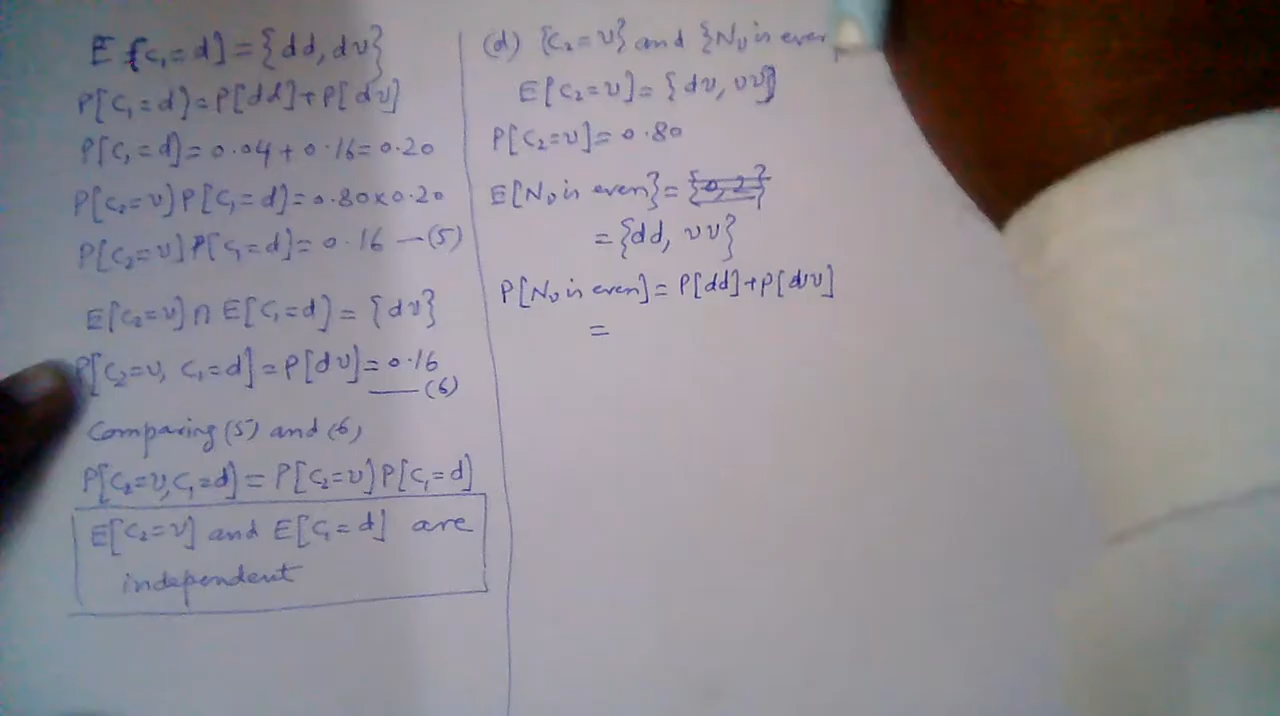 E[C₁=d] = {dd, dv}
P[C₁=d] = P[dd]+P[dv]
P[C₁=d] = 0.04 + 0.16 = 0.20
P[C₂=v] P[C₁=d] = 0.80×0.20
P[C₂=v] P[C₁=d] = 0.16 —(5)
E[C₂=v] ∩ E[C₁=d] = {dv}
P[C₂=v, C₁=d] = P[dv] = 0.16
—(6)
Comparing (5) and (6),
P[C₂=v, C₁=d] = P[C₂=v] P[C₁=d]
E[C₂=v] and E[C₁=d] are
independent
(d) {C₂=v} and {Nᵥ is even
E[C₂=v] = {dv, vv}
P[C₂=v] = 0.80
E[Nᵥ is even} = {0, 2}
= {dd, vv}
P[Nᵥ is even] = P[dd]+P[vv]
=